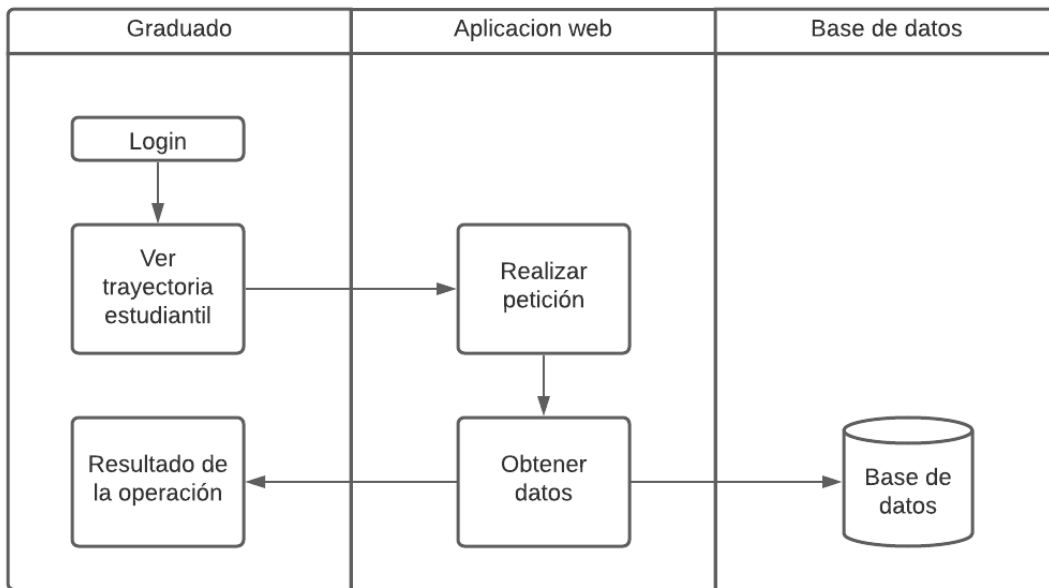 Graduado
Aplicacion web
Base de datos
Login
Ver
trayectoria
estudiantil
Realizar
petición
Resultado de
la operación
Obtener
datos
Base de
datos